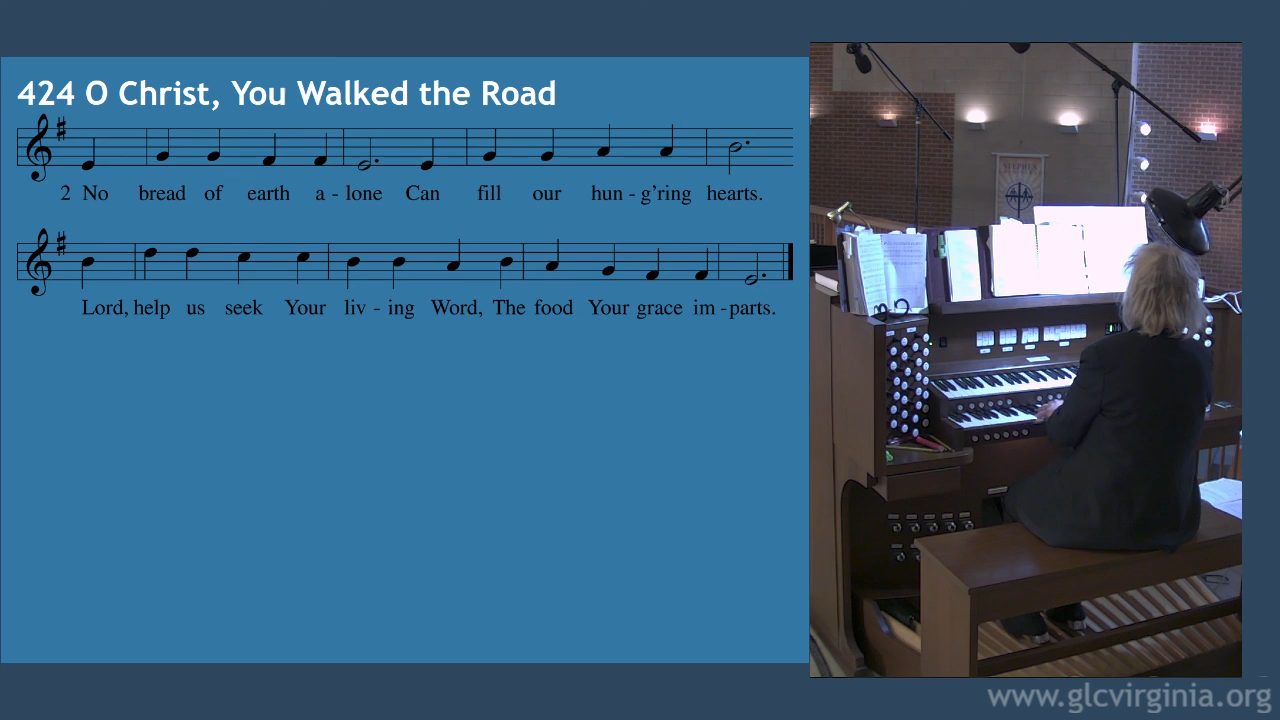 424 O Christ, You Walked the Road
2 No bread of earth a - lone Can fill our hun - g'ring hearts.
Lord, help us seek Your liv - ing Word, The food Your grace im - parts.
www.glcvirginia.org